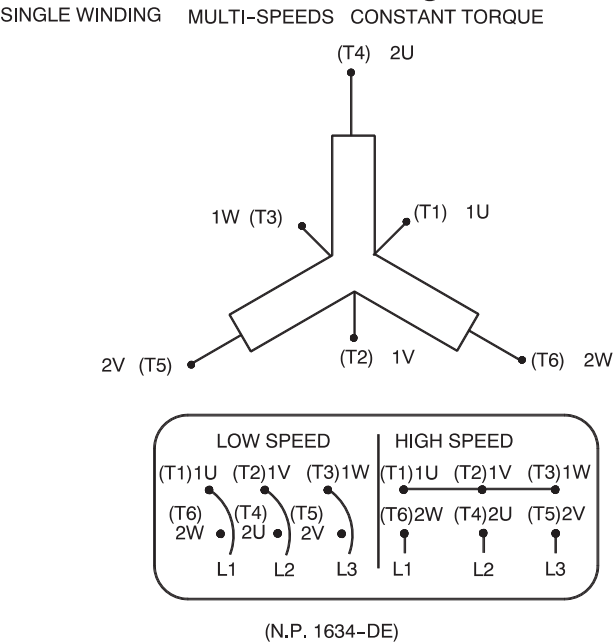 SINGLE WINDING MULTI-SPEEDS CONSTANT TORQUE
(T4) 2U
1W (T3)
(T1) 1U
2V (T5)
(T2) 1V
(T6) 2W
LOW SPEED HIGH SPEED
(T1)1U (T2)1V (T3)1W (T1)1U (T2)1V (T3)1W
(T6) (T4) (T5) (T6)2W (T4)2U (T5)2V
2W 2U 2V
L1 L2 L3 L1 L2 L3
(N.P. 1634-DE)